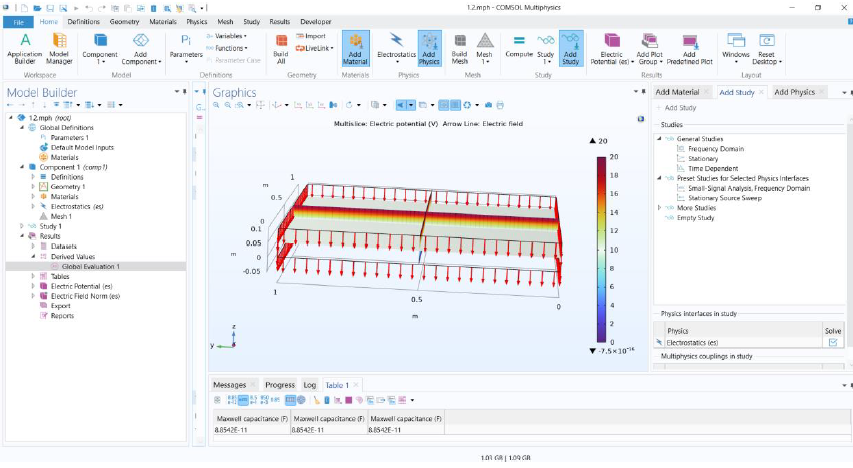 1.2.mph - COMSOL Multiphysics
File Home Definitions Geometry Materials Physics Mesh Study Results Developer
Application Builder
Model Manager
Workspace
Component 1
Add Component
Model
Parameters
Variables
Functions
Parameter Case
Definitions
Build All
Import
LiveLink
Geometry
Add Material
Materials
Electrostatics
Add Physics
Physics
Build Mesh
Mesh 1
Mesh
Compute
Study 1
Add Study
Study
Electric Potential (es)
Add Plot Group
Add Predefined Plot
Results
Windows
Reset Desktop
Layout
Model Builder
1.2.mph (root)
Global Definitions
Pi Parameters 1
Default Model Inputs
Materials
Component 1 (comp1)
Definitions
Geometry 1
Materials
Electrostatics (es)
Mesh 1
Study 1
Results
Datasets
Derived Values
Global Evaluation 1
Tables
Electric Potential (es)
Electric Field Norm (es)
Export
Reports
Graphics
Multislice: Electric potential (V) Arrow Line: Electric field
▲ 20
20
18
16
14
12
10
8
6
4
2
0
▼ -7.5×10⁻¹⁶
1
m
0.5
0
0.1
0.05
0
m
-0.05
1
0.5
0
m
z
y
Add Material Add Study Add Physics
+ Add Study
Studies
General Studies
Frequency Domain
Stationary
Time Dependent
Preset Studies for Selected Physics Interfaces
Small-Signal Analysis, Frequency Domain
Stationary Source Sweep
More Studies
Empty Study
Physics interfaces in study
Physics Solve
Electrostatics (es)
Multiphysics couplings in study
Messages Progress Log Table 1
Maxwell capacitance (F) Maxwell capacitance (F) Maxwell capacitance (F)
8.8542E-11 8.8542E-11 8.8542E-11
1.03 GB | 1.09 GB